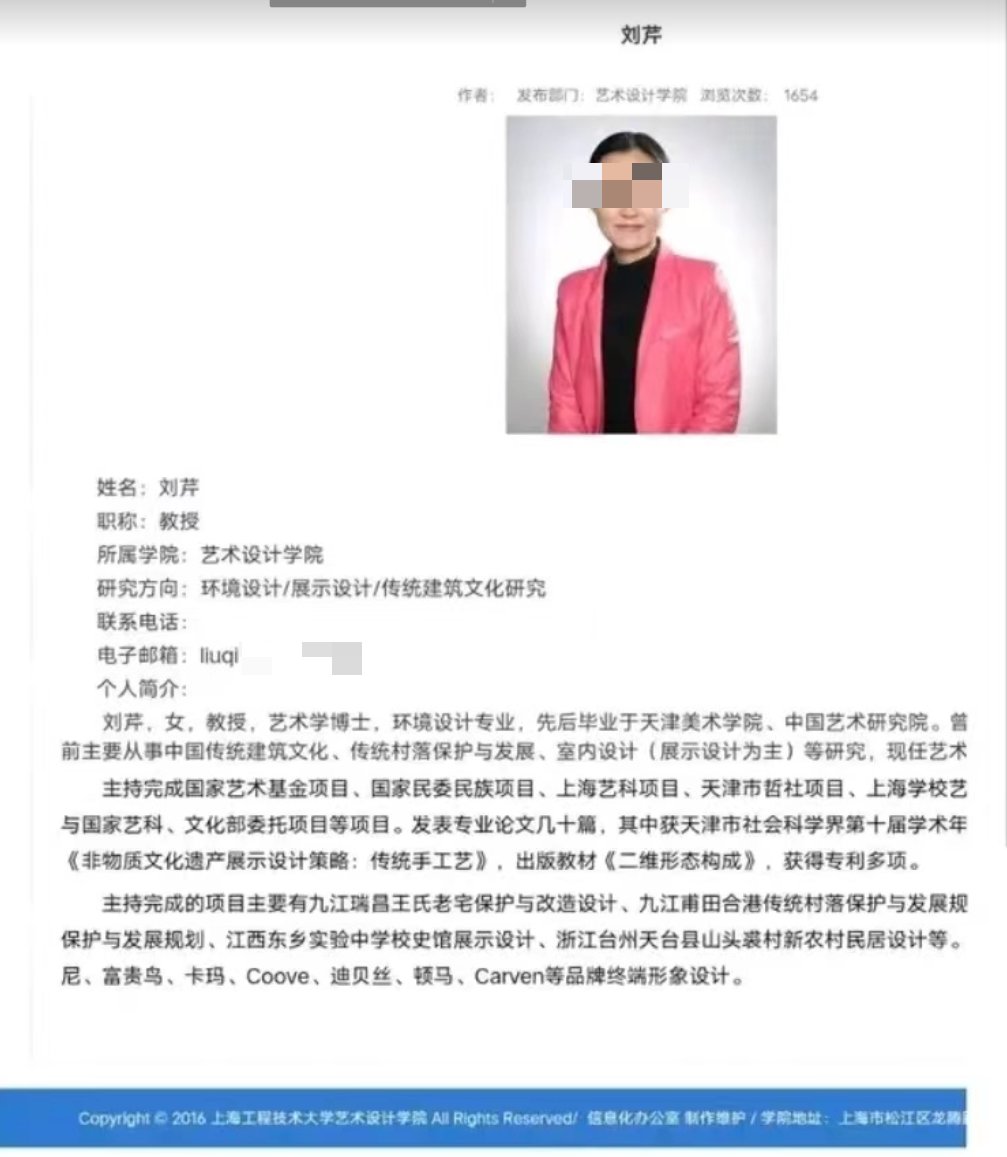 刘芹
作者： 发布部门：艺术设计学院 浏览次数： 1654
姓名：刘芹
职称：教授
所属学院：艺术设计学院
研究方向：环境设计/展示设计/传统建筑文化研究
联系电话：
电子邮箱：liuqi
个人简介：
刘芹，女，教授，艺术学博士，环境设计专业，先后毕业于天津美术学院、中国艺术研究院。曾
前主要从事中国传统建筑文化、传统村落保护与发展、室内设计（展示设计为主）等研究，现任艺术
主持完成国家艺术基金项目、国家民委民族项目、上海艺科项目、天津市哲社项目、上海学校艺
与国家艺科、文化部委托项目等项目。发表专业论文几十篇，其中获天津市社会科学界第十届学术年
《非物质文化遗产展示设计策略：传统手工艺》，出版教材《二维形态构成》，获得专利多项。
主持完成的项目主要有九江瑞昌王氏老宅保护与改造设计、九江甫田合港传统村落保护与发展规
保护与发展规划、江西东乡实验中学校史馆展示设计、浙江台州天台县山头裘村新农村民居设计等。
尼、富贵鸟、卡玛、Coove、迪贝丝、顿马、Carven等品牌终端形象设计。
Copyright © 2016 上海工程技术大学艺术设计学院 All Rights Reserved/ 信息化办公室 制作维护 / 学院地址：上海市松江区龙腾